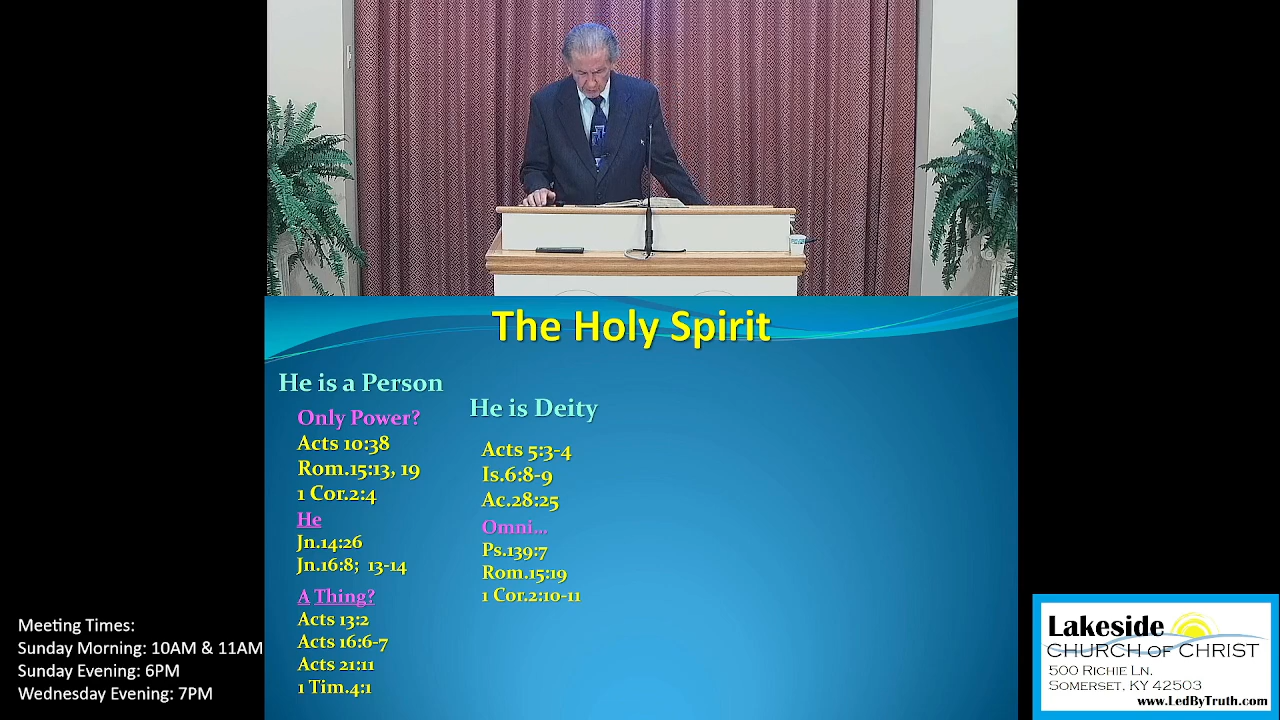 The Holy Spirit
He is a Person
Only Power?
Acts 10:38
Rom.15:13, 19
1 Cor.2:4
He
Jn.14:26
Jn.16:8; 13-14
A Thing?
Acts 13:2
Acts 16:6-7
Acts 21:11
1 Tim.4:1
He is Deity
Acts 5:3-4
Is.6:8-9
Ac.28:25
Omni...
Ps.139:7
Rom.15:19
1 Cor.2:10-11
Meeting Times:
Sunday Morning: 10AM & 11AM
Sunday Evening: 6PM
Wednesday Evening: 7PM
Lakeside
CHURCH OF CHRIST
500 RICHIE LN.
SOMERSET, KY 42503
www.LedByTruth.com